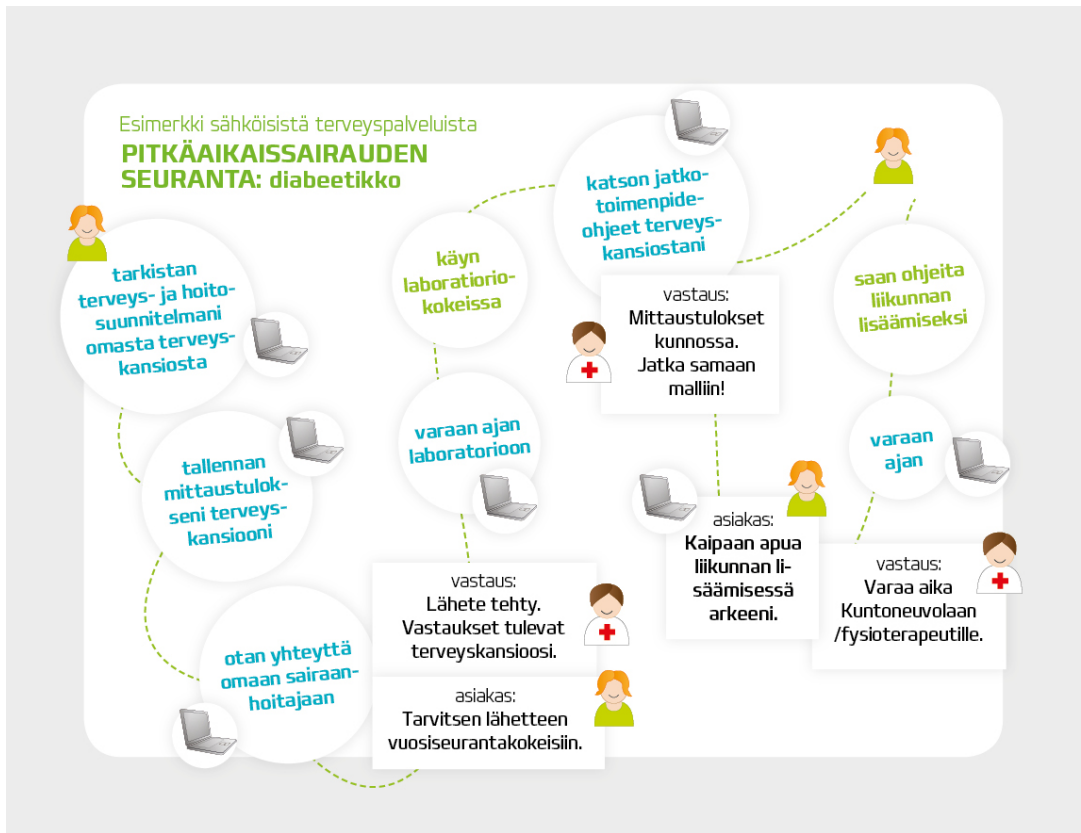 Esimerkki sähköisistä terveyspalveluista
PITKÄAIKAISSAIRAUDEN
SEURANTA: diabeetikko
tarkistan
terveys- ja hoito-
suunnitelmani
omasta terveys-
kansiosta
tallennan
mittaustulok-
seni terveys-
kansiooni
otan yhteyttä
omaan sairaan-
hoitajaan
asiakas:
Tarvitsen lähetteen
vuosiseurantakokeisiin.
vastaus:
Lähete tehty.
Vastaukset tulevat
terveyskansioosi.
varaan ajan
laboratorioon
käyn
laboratiorio-
kokeissa
katson jatko-
toimenpide-
ohjeet terveys-
kansiostani
vastaus:
Mittaustulokset
kunnossa.
Jatka samaan
malliin!
asiakas:
Kaipaan apua
liikunnan li-
säämisessä
arkeeni.
vastaus:
Varaa aika
Kuntoneuvolaan
/fysioterapeutille.
varaan
ajan
saan ohjeita
liikunnan
lisäämiseksi